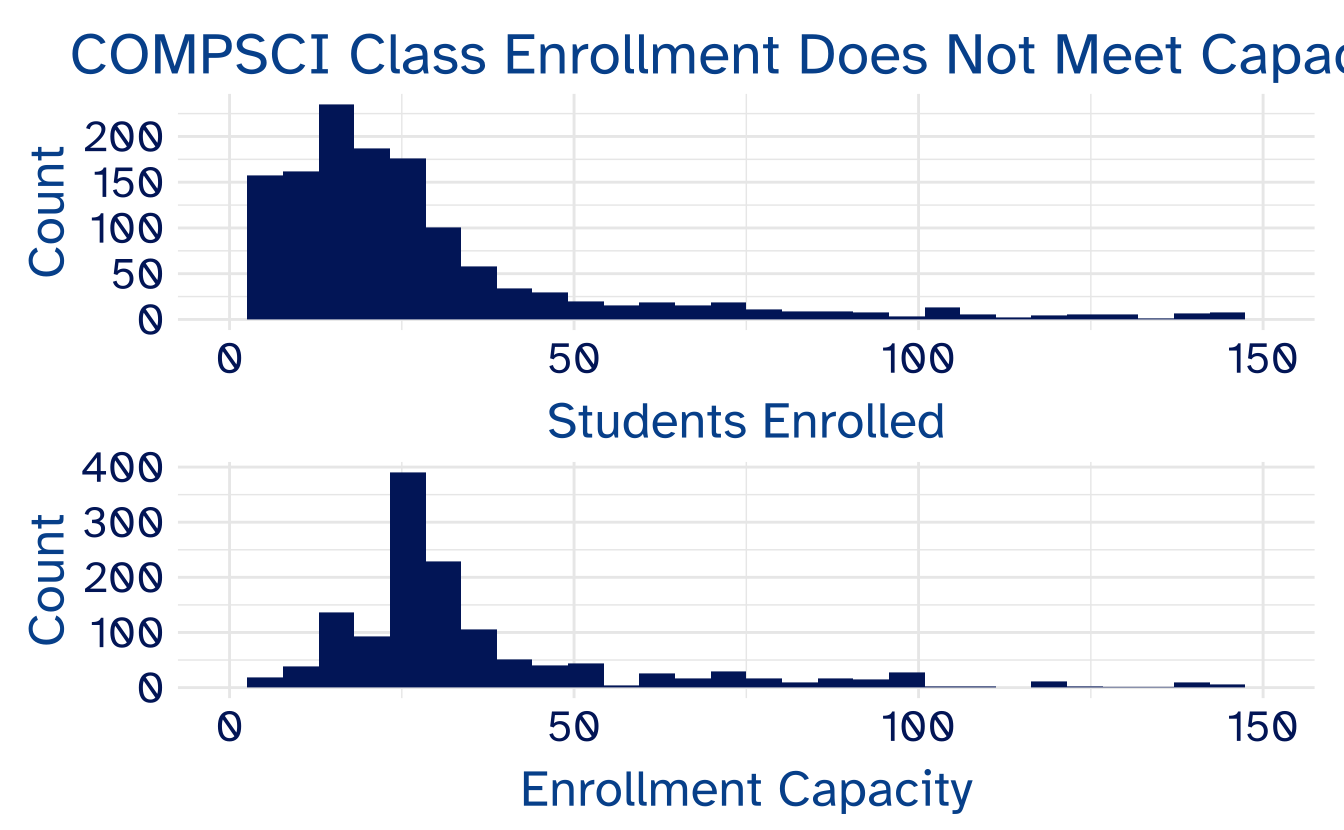 COMPSCI Class Enrollment Does Not Meet Capac
Count
200
150
100
50
0
0 50 100 150
Students Enrolled
Count
400
300
200
100
0
0 50 100 150
Enrollment Capacity